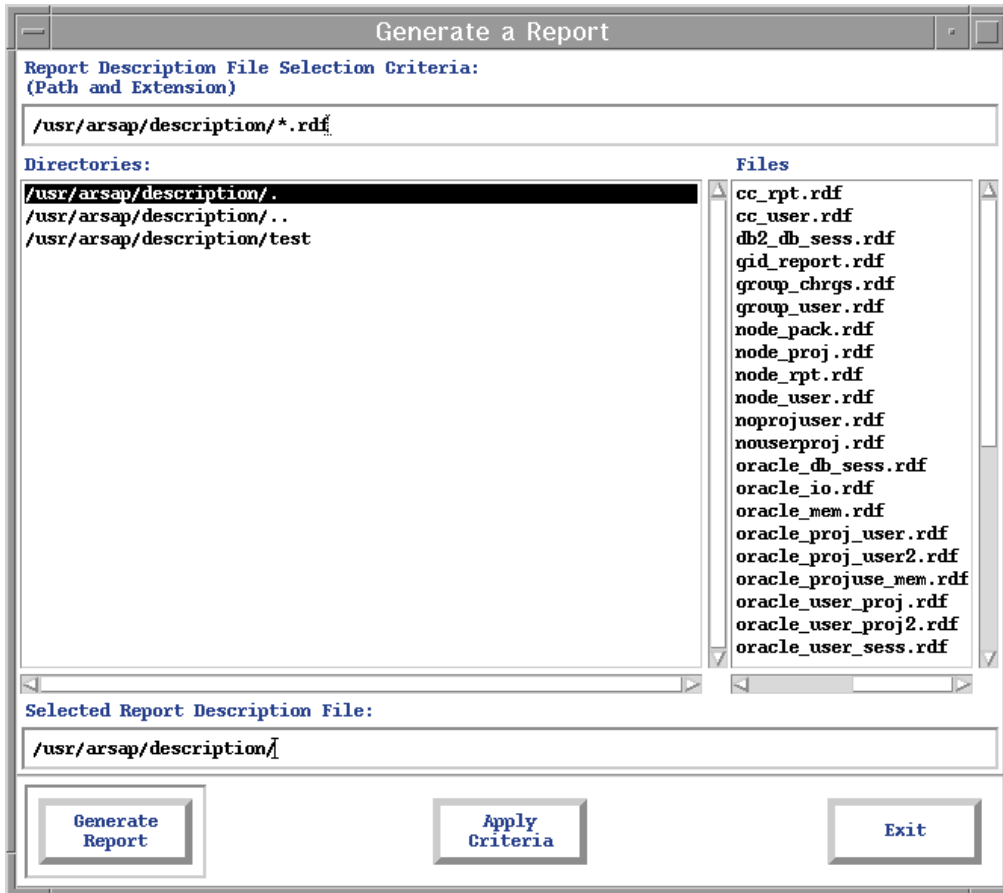 Generate a Report
Report Description File Selection Criteria:
(Path and Extension)
/usr/arsap/description/*.rdf
Directories:
/usr/arsap/description/.
/usr/arsap/description/..
/usr/arsap/description/test
Files
cc_rpt.rdf
cc_user.rdf
db2_db_sess.rdf
gid_report.rdf
group_chrgs.rdf
group_user.rdf
node_pack.rdf
node_proj.rdf
node_rpt.rdf
node_user.rdf
noprojuser.rdf
nouserproj.rdf
oracle_db_sess.rdf
oracle_io.rdf
oracle_mem.rdf
oracle_proj_user.rdf
oracle_proj_user2.rdf
oracle_projuse_mem.rdf
oracle_user_proj.rdf
oracle_user_proj2.rdf
oracle_user_sess.rdf
Selected Report Description File:
/usr/arsap/description/
Generate
Report
Apply
Criteria
Exit